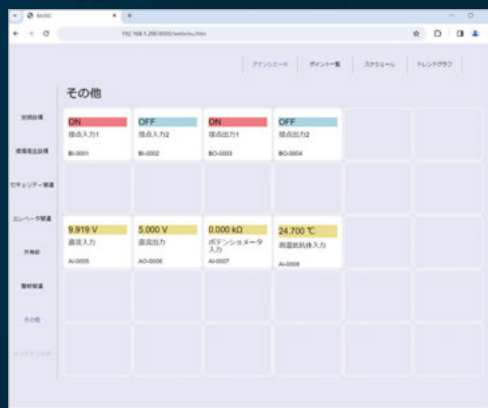 BASIC
192.168.1.200:8000/webvisu.htm
アナンシエータ
ポイント一覧
スケジュール
トレンドグラフ
その他
空調設備
セキュリティ関連
エレベータ関連
共用部
警報関連
その他
ON
接点入力1
BI-0001
OFF
接点入力2
BI-0002
ON
接点出力1
BO-0003
OFF
接点出力2
BO-0004
9.919 V
直流入力
AI-0005
5.000 V
直流出力
AO-0006
0.000 kΩ
ポテンショメータ
入力
AI-0007
24.700 ℃
測温抵抗体入力
AI-0008